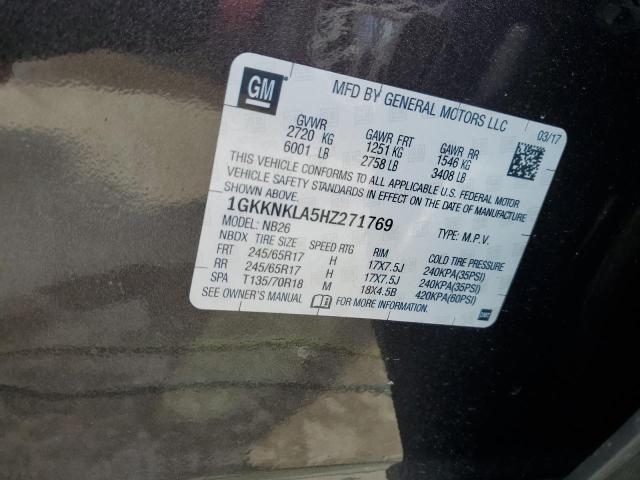 GM
MFD BY GENERAL MOTORS LLC
03/17
GVWR GAWR FRT GAWR RR
2720 KG 1251 KG 1546 KG
6001 LB 2758 LB 3408 LB
THIS VEHICLE CONFORMS TO ALL APPLICABLE U.S. FEDERAL MOTOR
VEHICLE SAFETY STANDARDS IN EFFECT ON THE DATE OF MANUFACTURE
SHOWN ABOVE.
1GKKNKLA5HZ271769
MODEL: NB26 TYPE: M.P.V.
NBDX TIRE SIZE SPEED RTG RIM COLD TIRE PRESSURE
FRT 245/65R17 H 17X7.5J 240KPA(35PSI)
RR 245/65R17 H 17X7.5J 240KPA(35PSI)
SPA T135/70R18 M 18X4.5B 420KPA(60PSI)
SEE OWNER'S MANUAL FOR MORE INFORMATION.